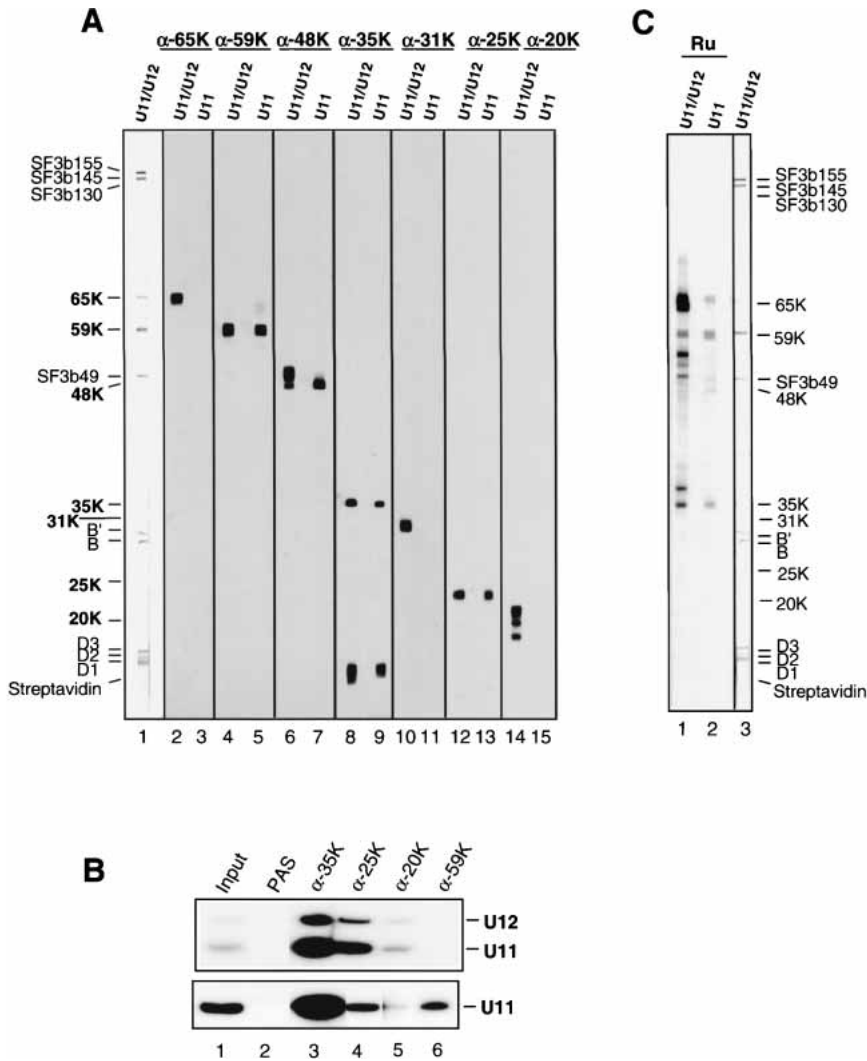 A
α-65K α-59K α-48K α-35K α-31K α-25K α-20K
U11/U12 U11/U12 U11 U11/U12 U11 U11/U12 U11 U11/U12 U11 U11/U12 U11 U11/U12 U11 U11/U12 U11
SF3b155
SF3b145
SF3b130
65K
59K
SF3b49
48K
35K
31K
B'
B
25K
20K
D3
D2
D1
Streptavidin
1 2 3 4 5 6 7 8 9 10 11 12 13 14 15
C
Ru
U11/U12 U11 U11/U12
SF3b155
SF3b145
SF3b130
65K
59K
SF3b49
48K
35K
31K
B'
B
25K
20K
D3
D2
D1
Streptavidin
1 2 3
B
Input PAS α-35K α-25K α-20K α-59K
U12
U11
U11
1 2 3 4 5 6